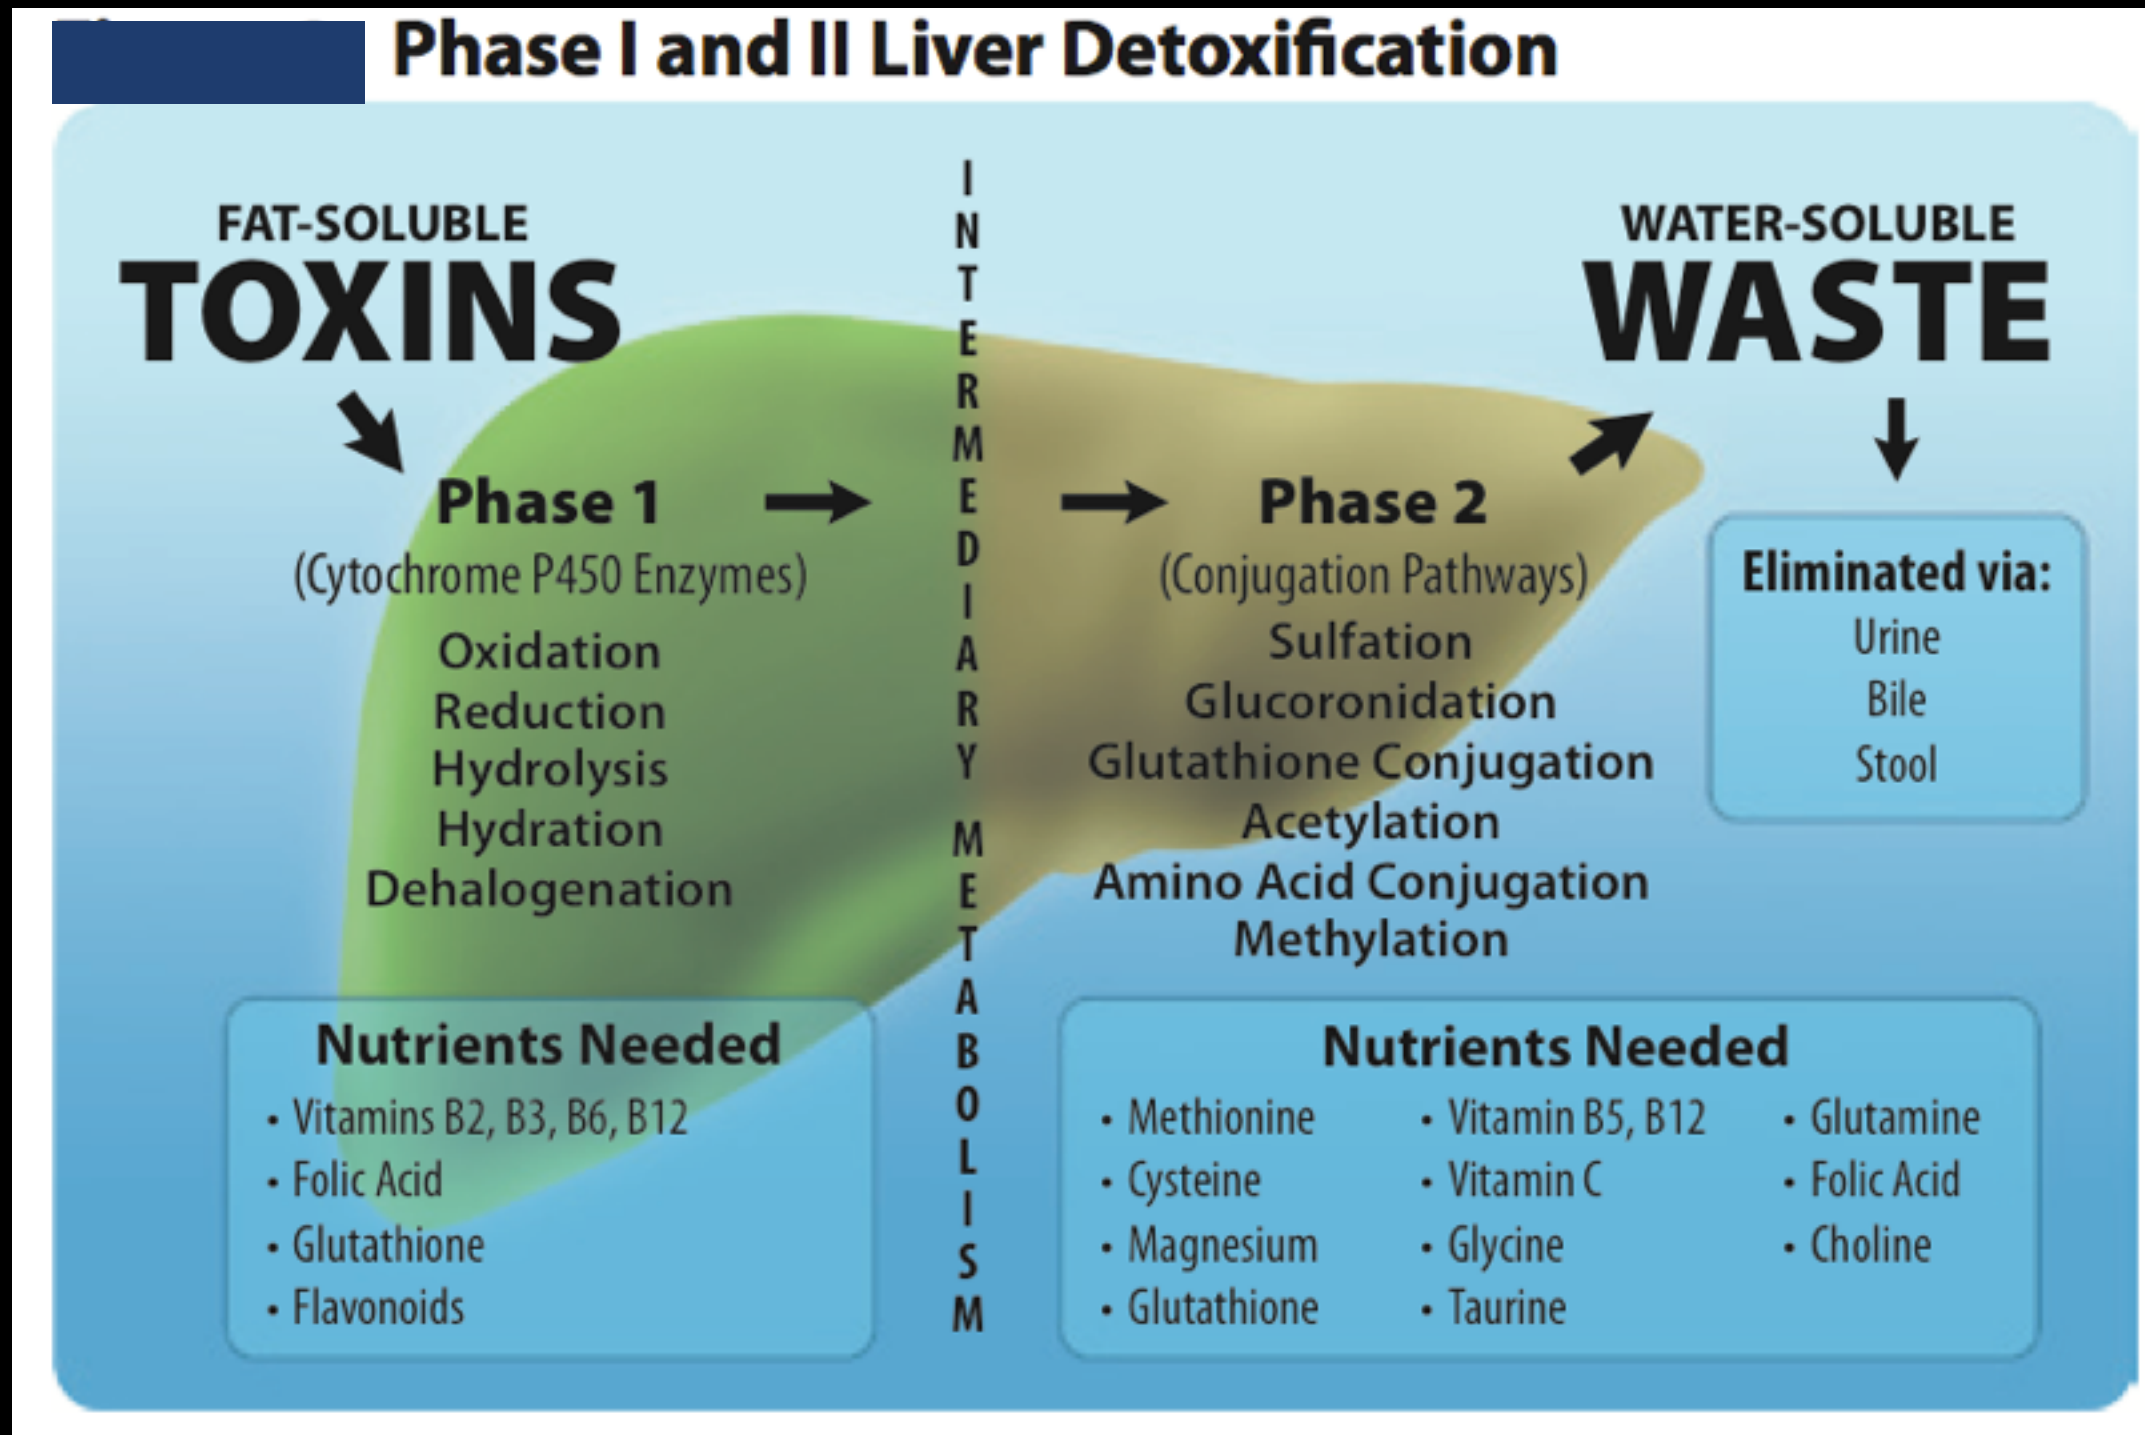 Phase I and II Liver Detoxification
FAT-SOLUBLE
TOXINS
Phase 1
(Cytochrome P450 Enzymes)
Oxidation
Reduction
Hydrolysis
Hydration
Dehalogenation
Nutrients Needed
• Vitamins B2, B3, B6, B12
• Folic Acid
• Glutathione
• Flavonoids
INTERMEDIARY METABOLISM
Phase 2
(Conjugation Pathways)
Sulfation
Glucoronidation
Glutathione Conjugation
Acetylation
Amino Acid Conjugation
Methylation
Nutrients Needed
• Methionine
• Cysteine
• Magnesium
• Glutathione
• Vitamin B5, B12
• Vitamin C
• Glycine
• Taurine
• Glutamine
• Folic Acid
• Choline
WATER-SOLUBLE
WASTE
Eliminated via:
Urine
Bile
Stool